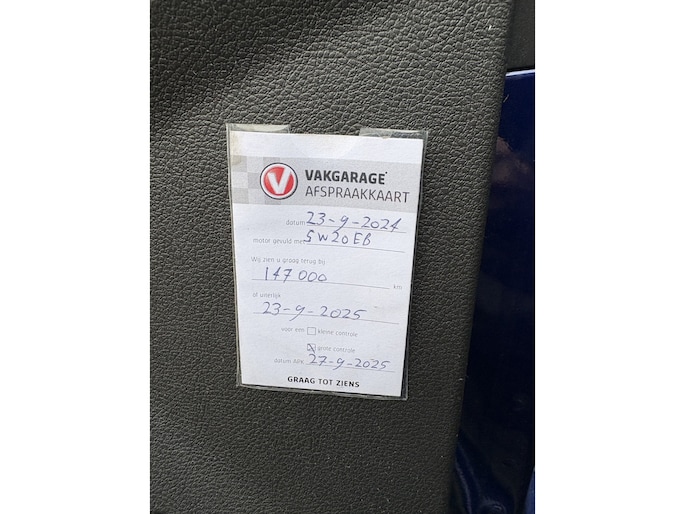 V
VAKGARAGE
AFSPRAAKKAART
datum 23-9-2024
motor gevuld met 5W20EB
Wij zien u graag terug bij
147000 km
of uiterlijk
23-9-2025
voor een kleine controle
grote controle
datum APK 27-9-2025
GRAAG TOT ZIENS